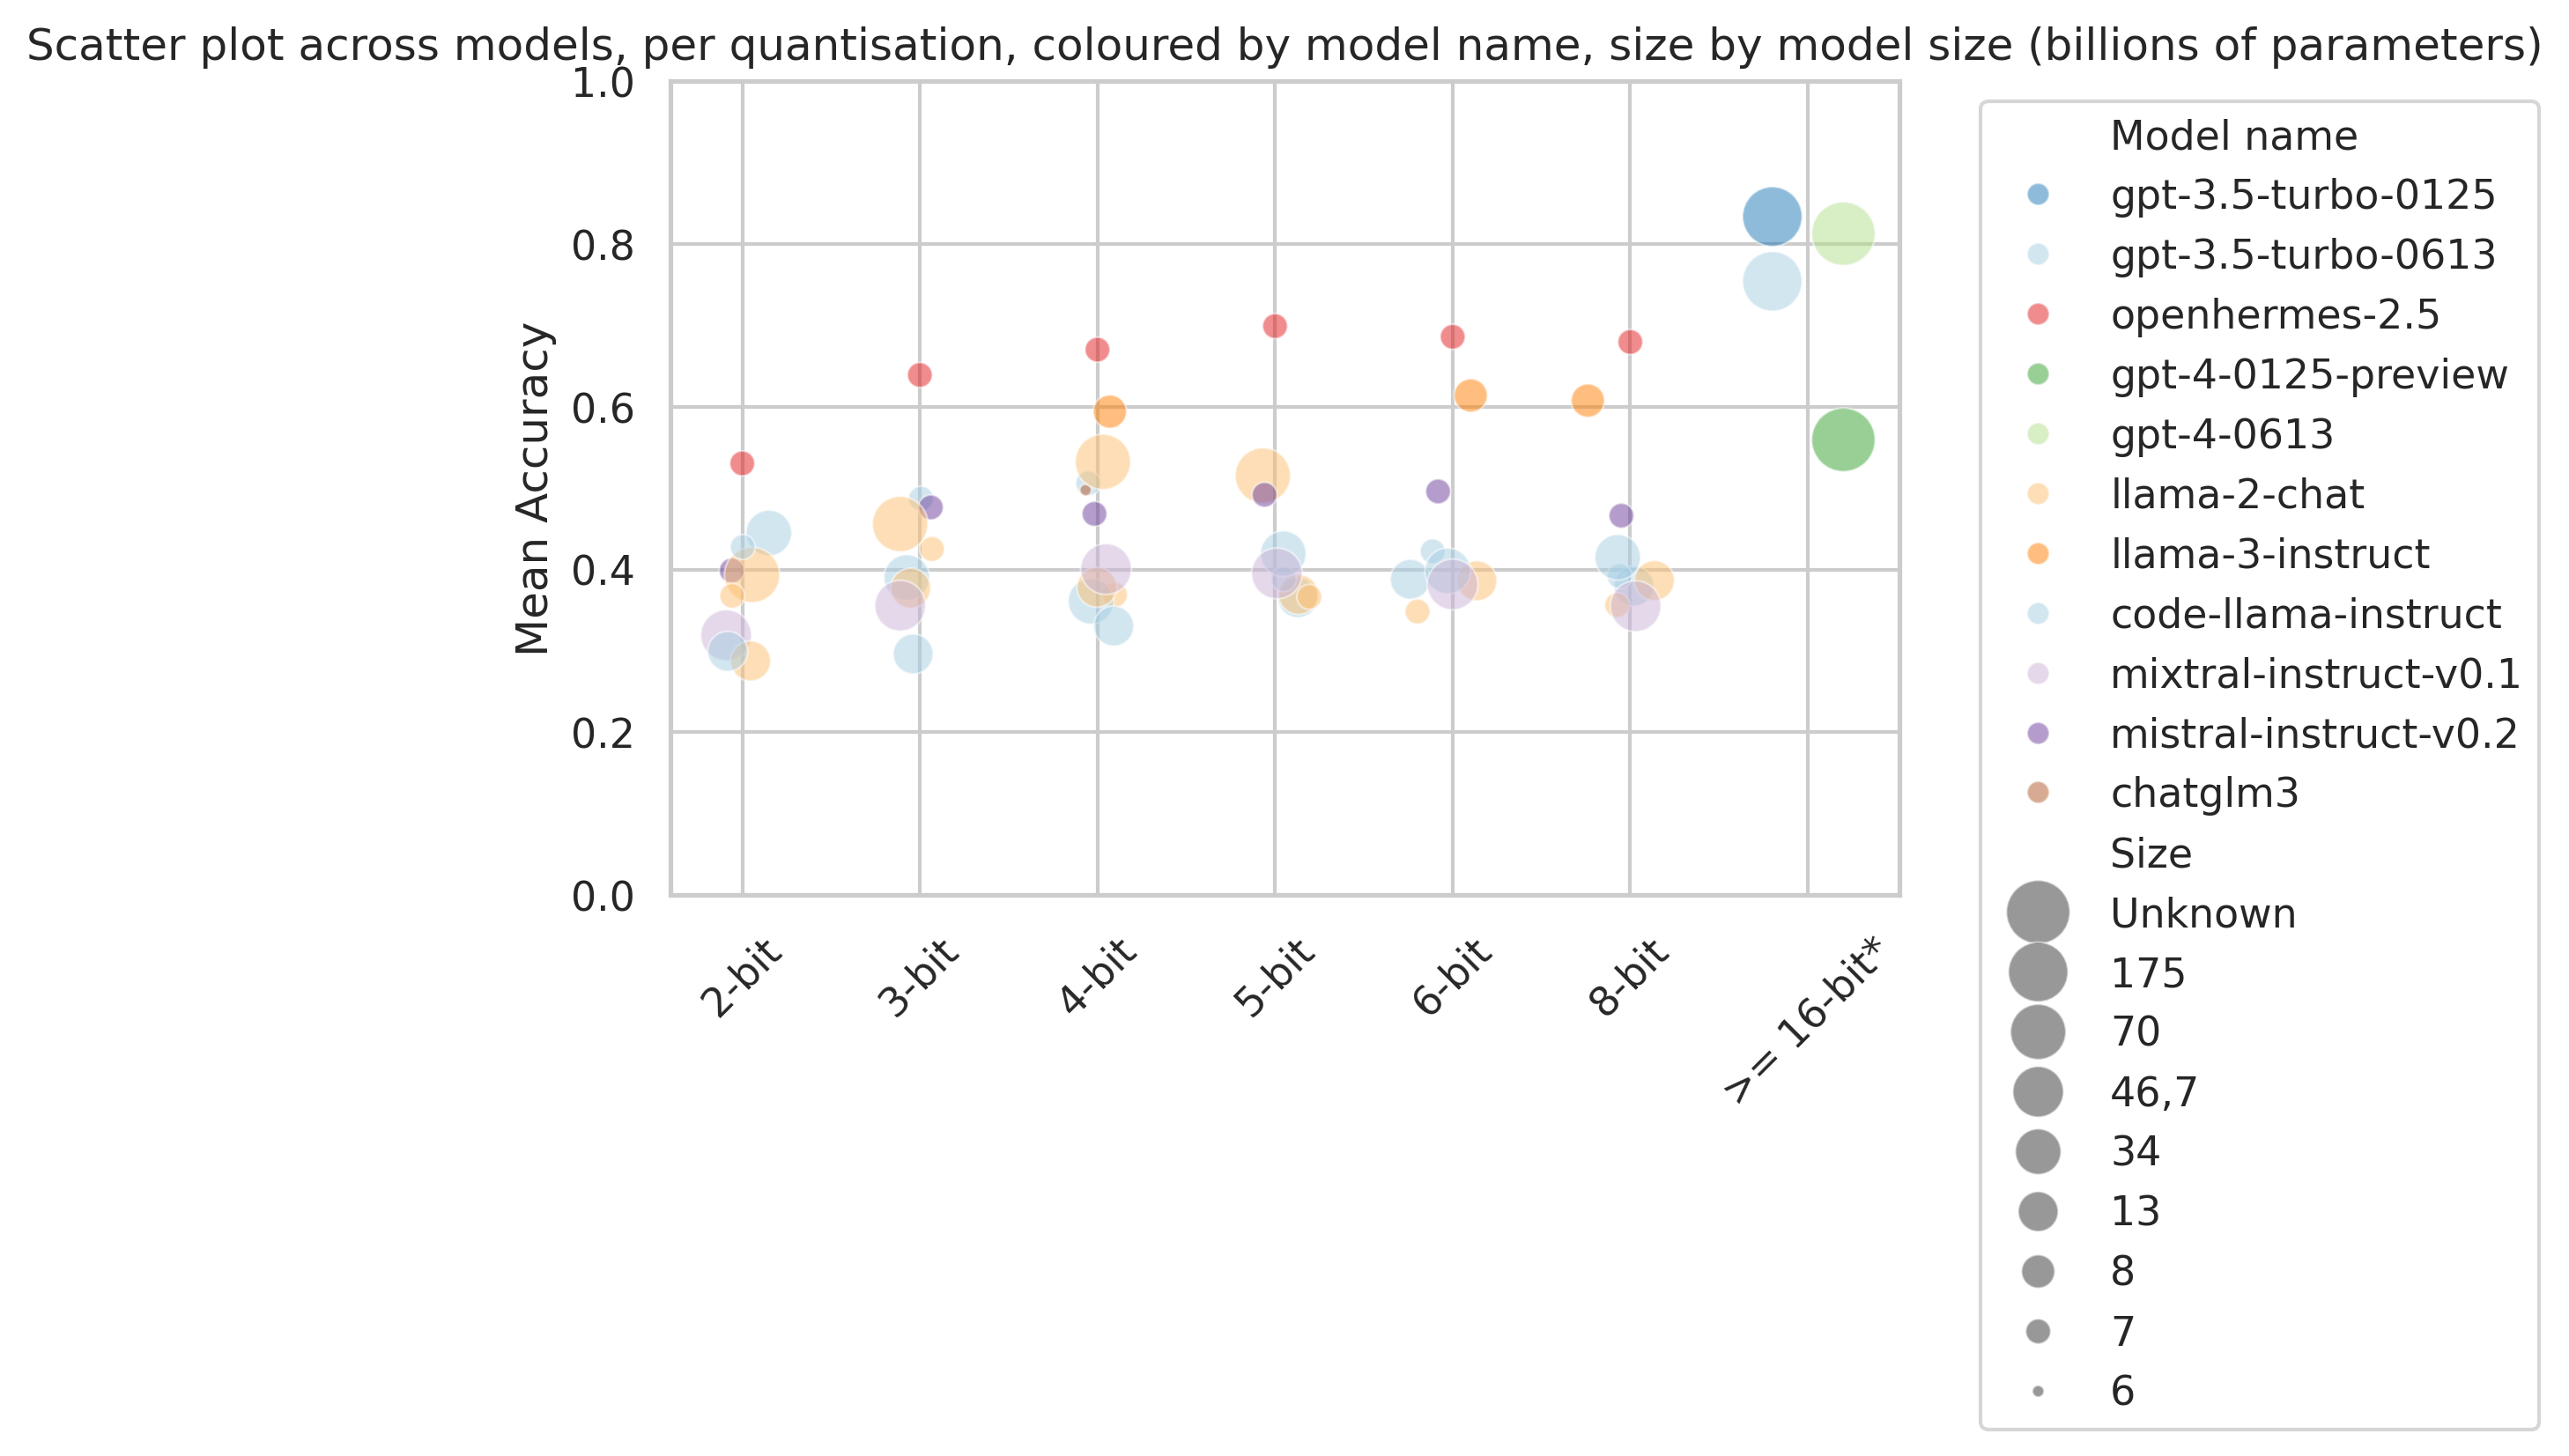 Scatter plot across models, per quantisation, coloured by model name, size by model size (billions of parameters)
Mean Accuracy
1.0
0.8
0.6
0.4
0.2
0.0
2-bit
3-bit
4-bit
5-bit
6-bit
8-bit
>= 16-bit*
Model name
gpt-3.5-turbo-0125
gpt-3.5-turbo-0613
openhermes-2.5
gpt-4-0125-preview
gpt-4-0613
llama-2-chat
llama-3-instruct
code-llama-instruct
mixtral-instruct-v0.1
mistral-instruct-v0.2
chatglm3
Size
Unknown
175
70
46,7
34
13
8
7
6